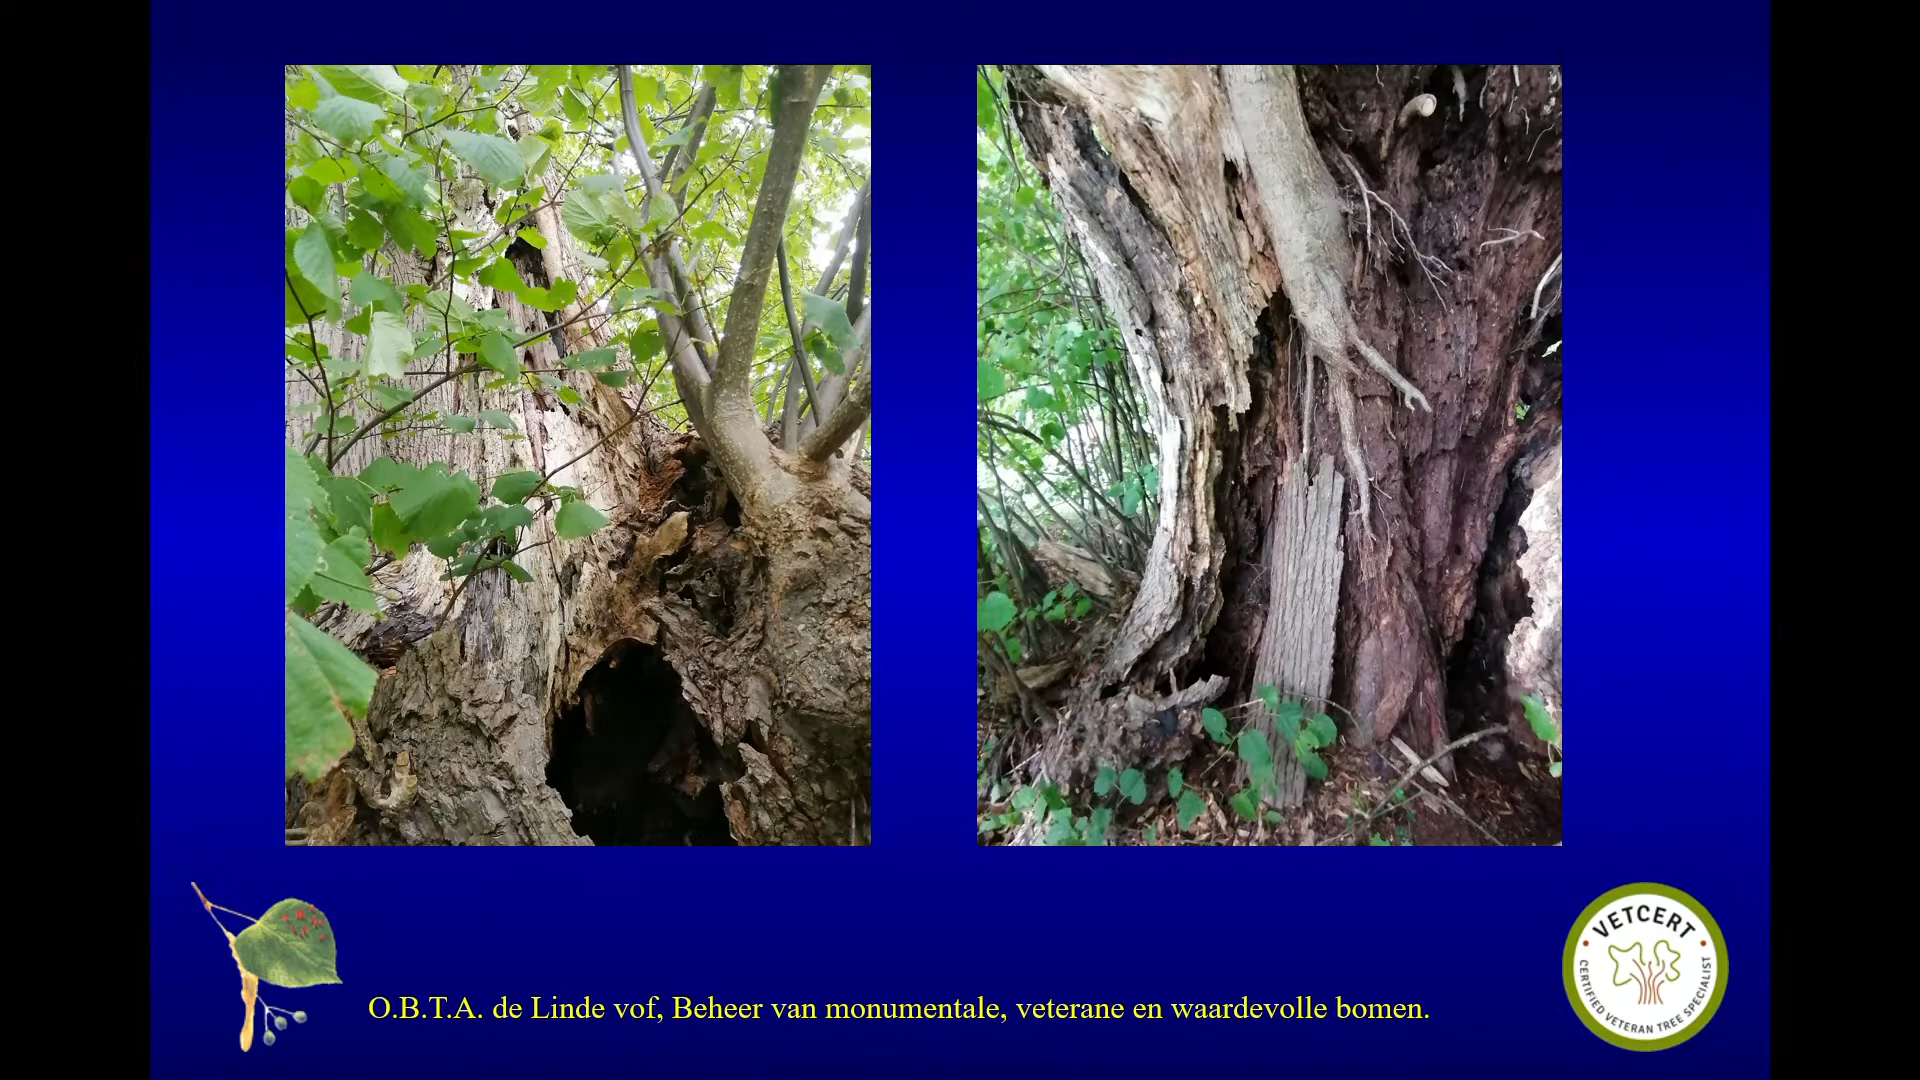 O.B.T.A. de Linde vof, Beheer van monumentale, veterane en waardevolle bomen.
VETCERT
CERTIFIED VETERAN TREE SPECIALIST